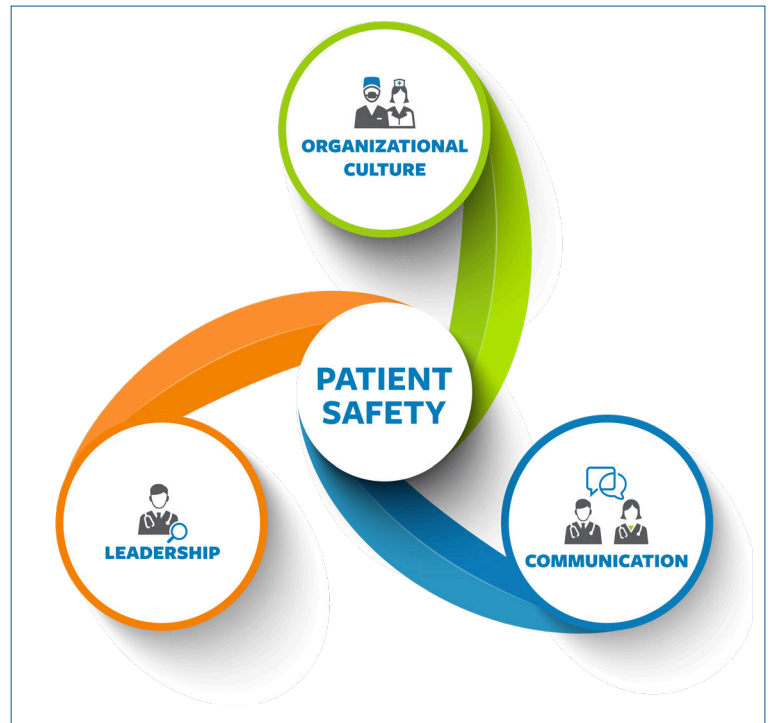 ORGANIZATIONAL
CULTURE
PATIENT
SAFETY
LEADERSHIP
COMMUNICATION